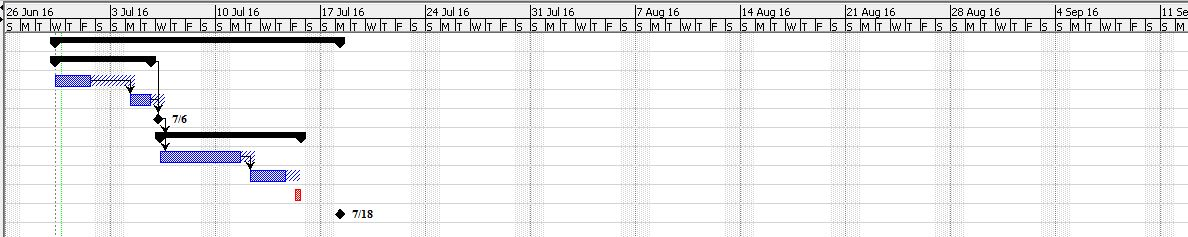 26 Jun 16 3 Jul 16 10 Jul 16 17 Jul 16 24 Jul 16 31 Jul 16 7 Aug 16 14 Aug 16 21 Aug 16 28 Aug 16 4 Sep 16 11 Se
S M T W T F S S M T W T F S S M T W T F S S M T W T F S S M T W T F S S M T W T F S S M T W T F S S M T W T F S S M T W T F S S M T W T F S S M T W T F S S M
7/6
7/18